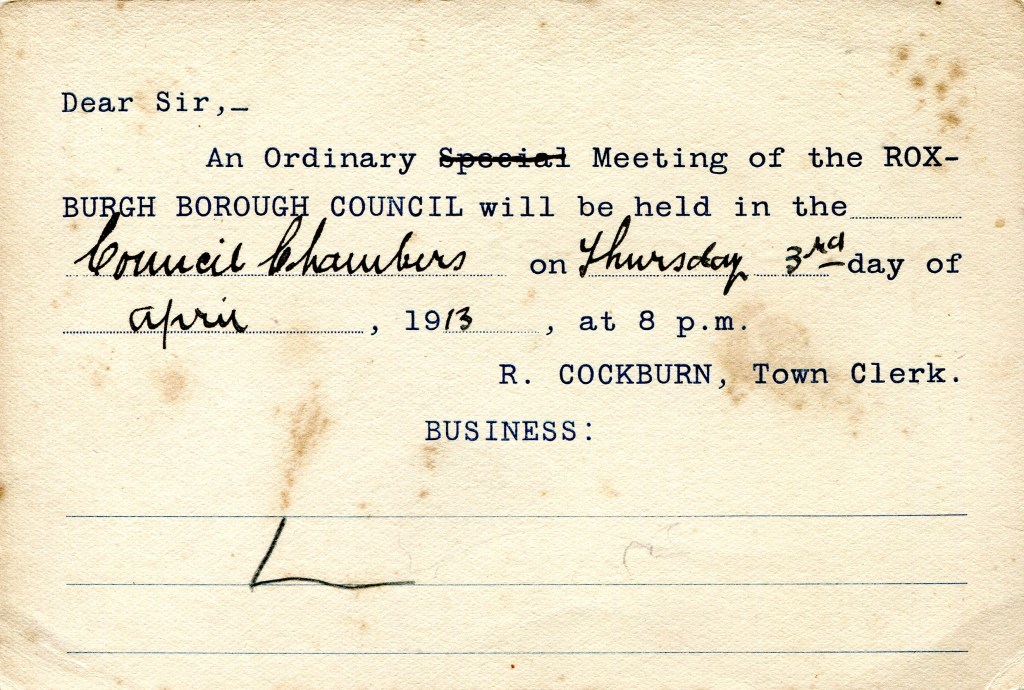 Dear Sir,—
An Ordinary Special Meeting of the ROX-
BURGH BOROUGH COUNCIL will be held in the
Council Chambers on Thursday 3rd day of
April, 1913, at 8 p.m.
R. COCKBURN, Town Clerk.
BUSINESS: